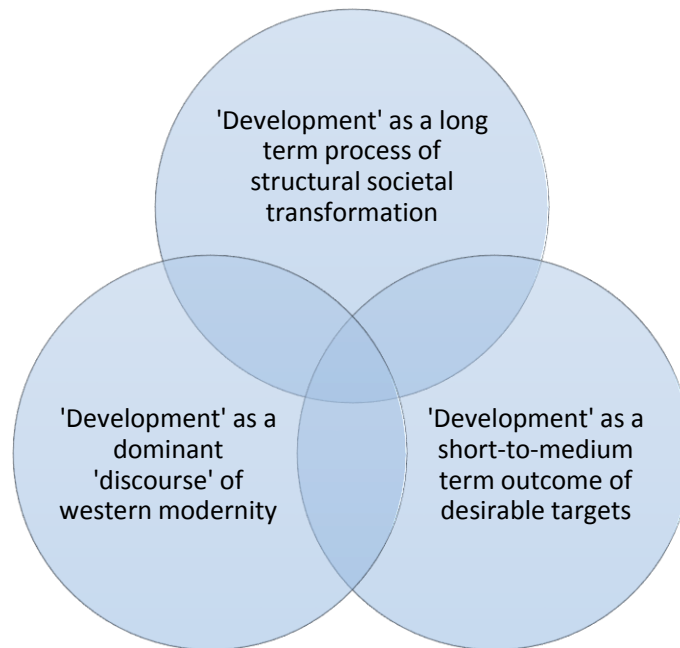 'Development' as a long
term process of
structural societal
transformation
'Development' as a
dominant
'discourse' of
western modernity
'Development' as a
short-to-medium
term outcome of
desirable targets